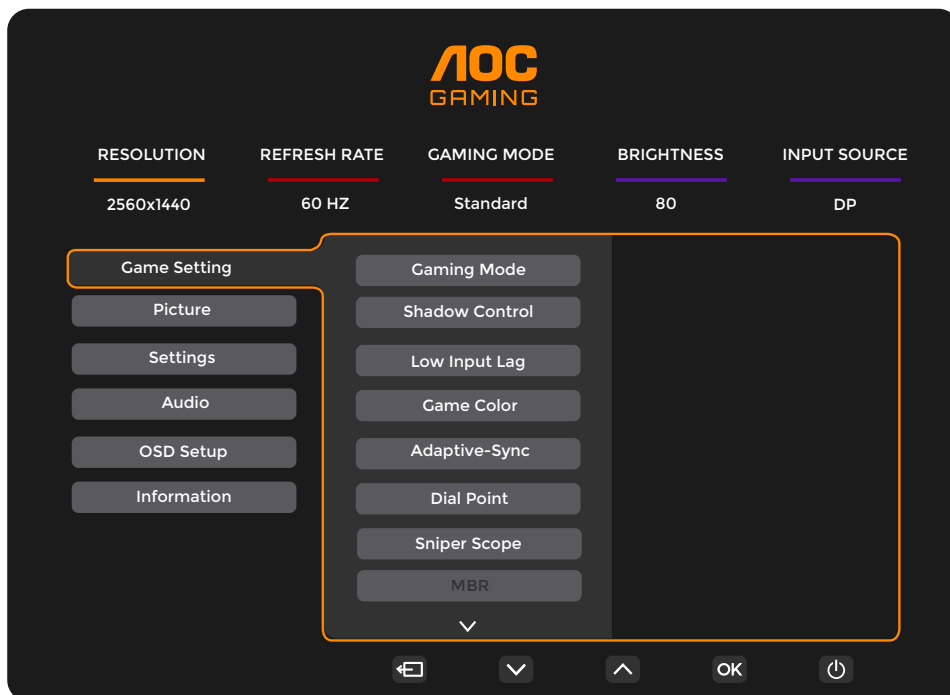 AOC
GAMING
RESOLUTION REFRESH RATE GAMING MODE BRIGHTNESS INPUT SOURCE
2560x1440 60 HZ Standard 80 DP
Game Setting
Picture
Settings
Audio
OSD Setup
Information
Gaming Mode
Shadow Control
Low Input Lag
Game Color
Adaptive-Sync
Dial Point
Sniper Scope
MBR
OK